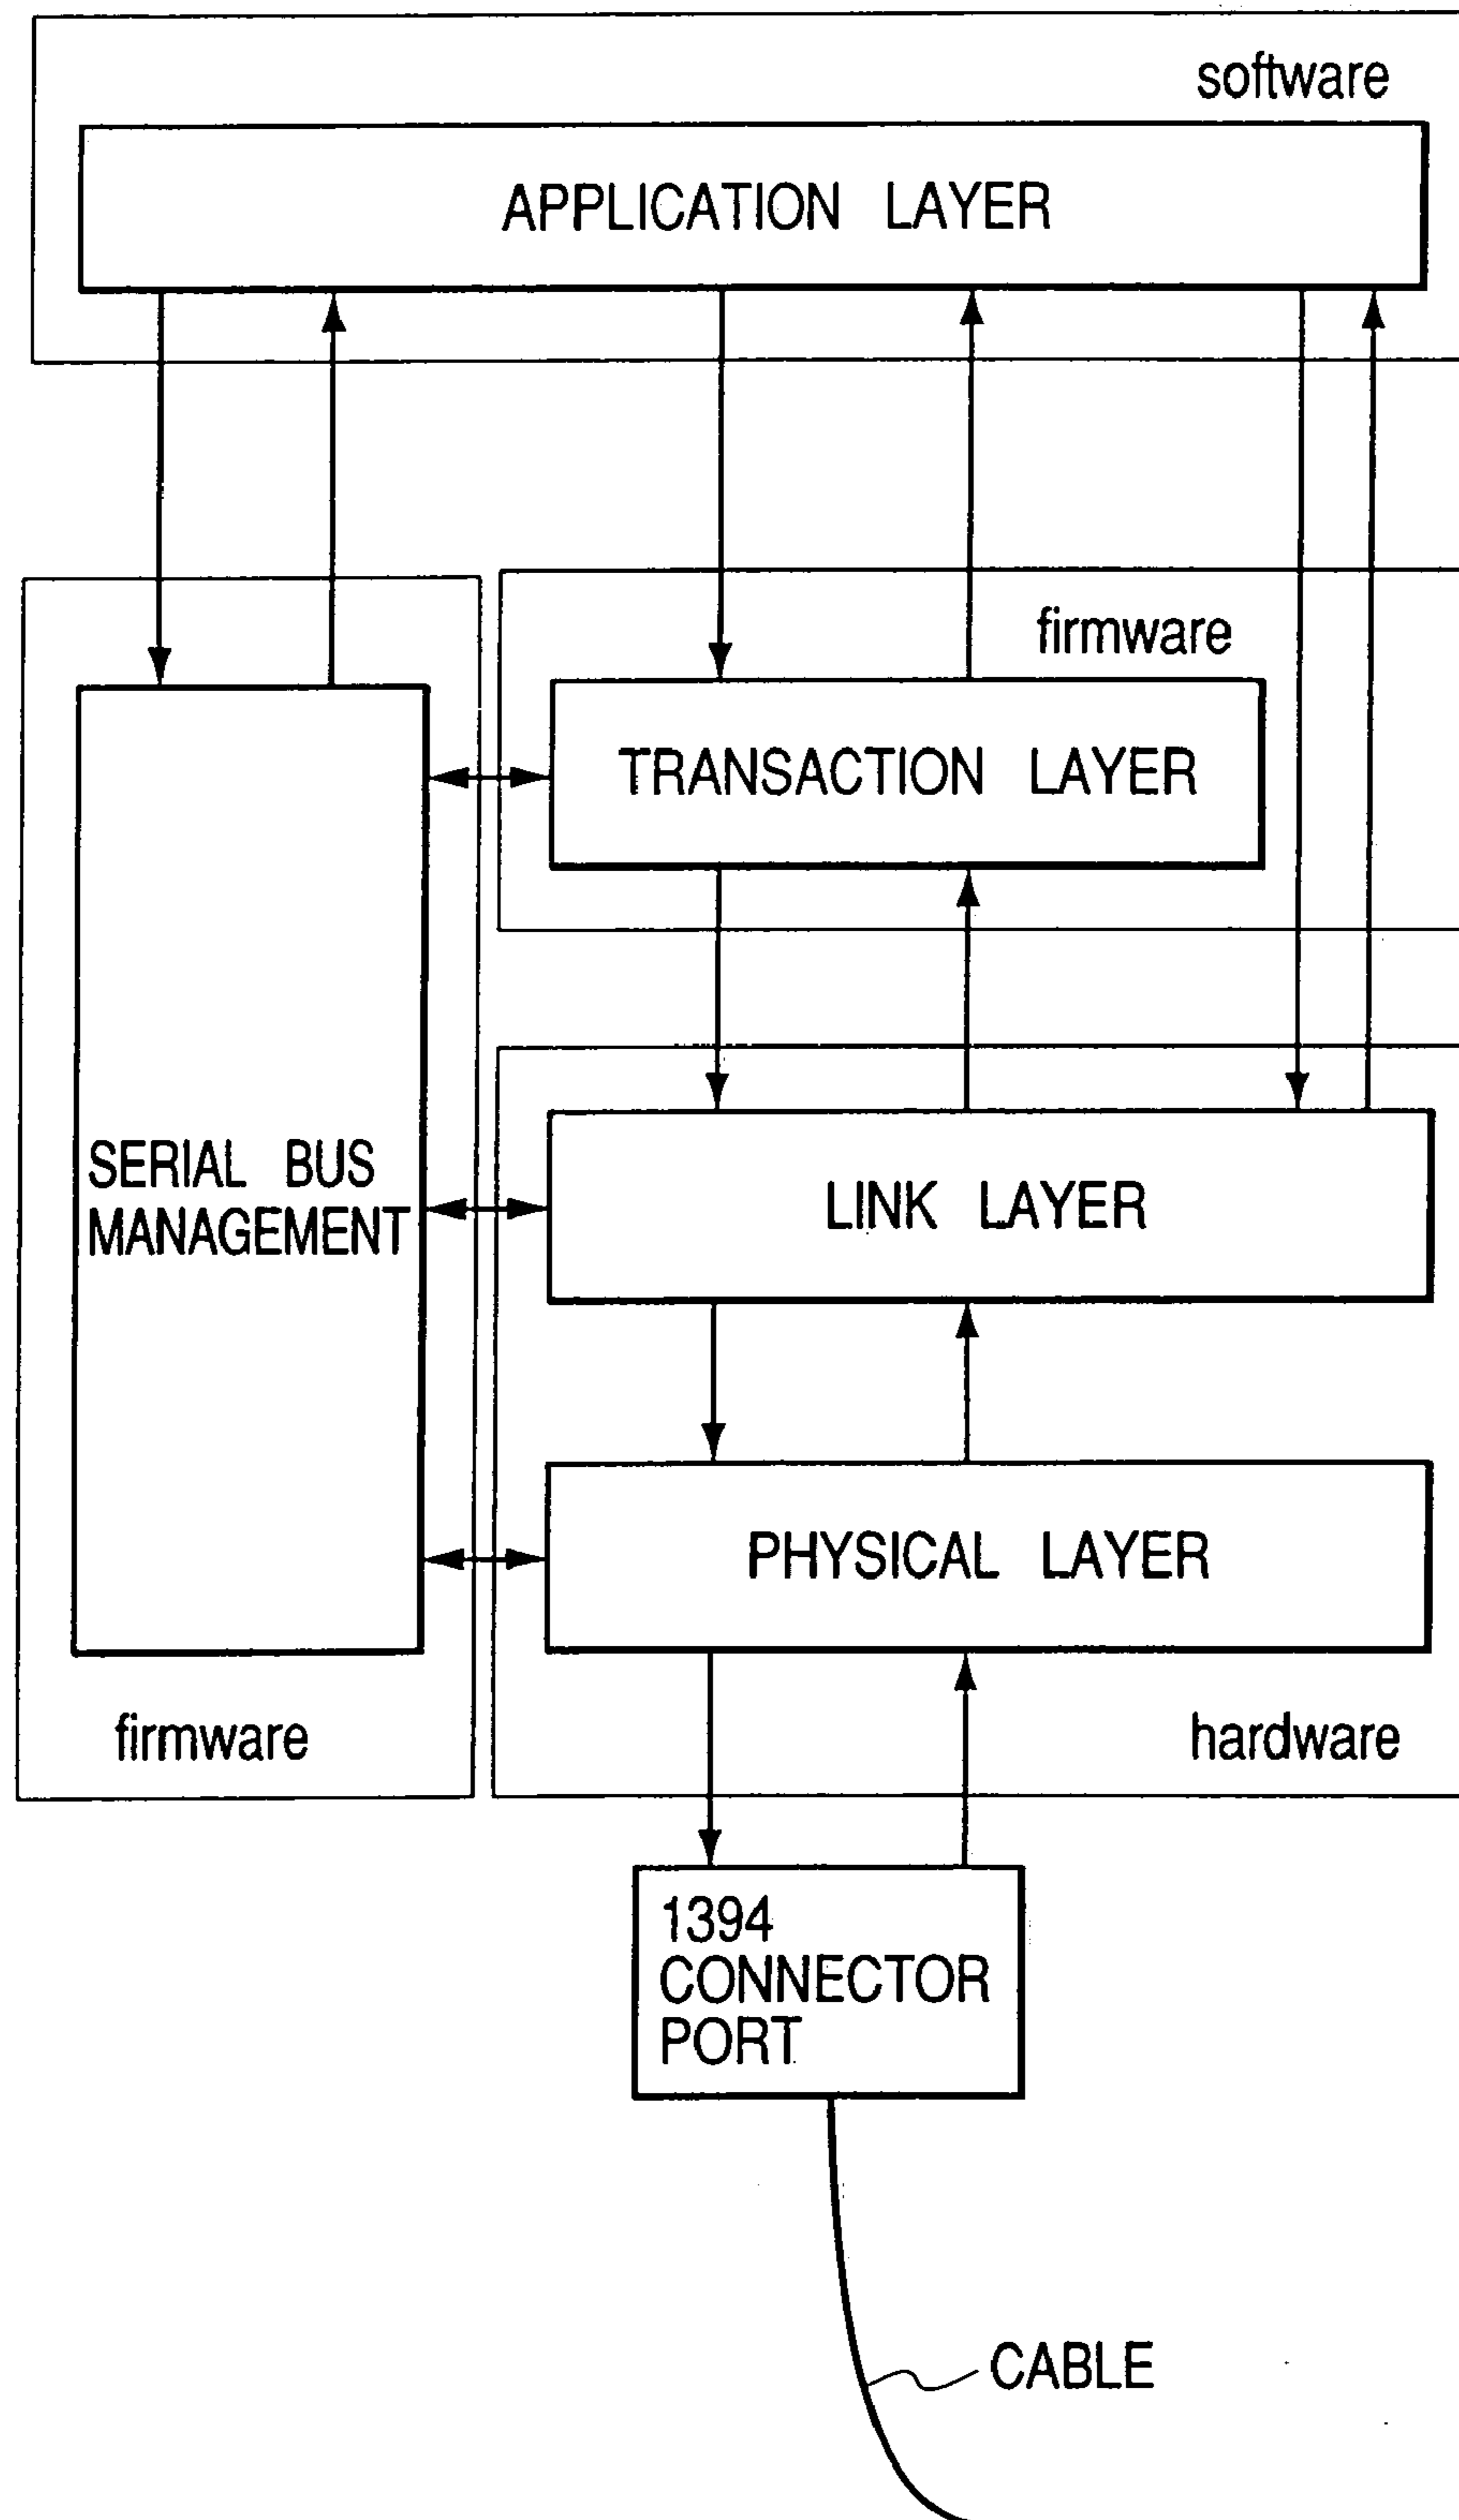 software
APPLICATION LAYER
firmware
TRANSACTION LAYER
SERIAL BUS
MANAGEMENT
LINK LAYER
PHYSICAL LAYER
firmware
hardware
1394
CONNECTOR
PORT
CABLE